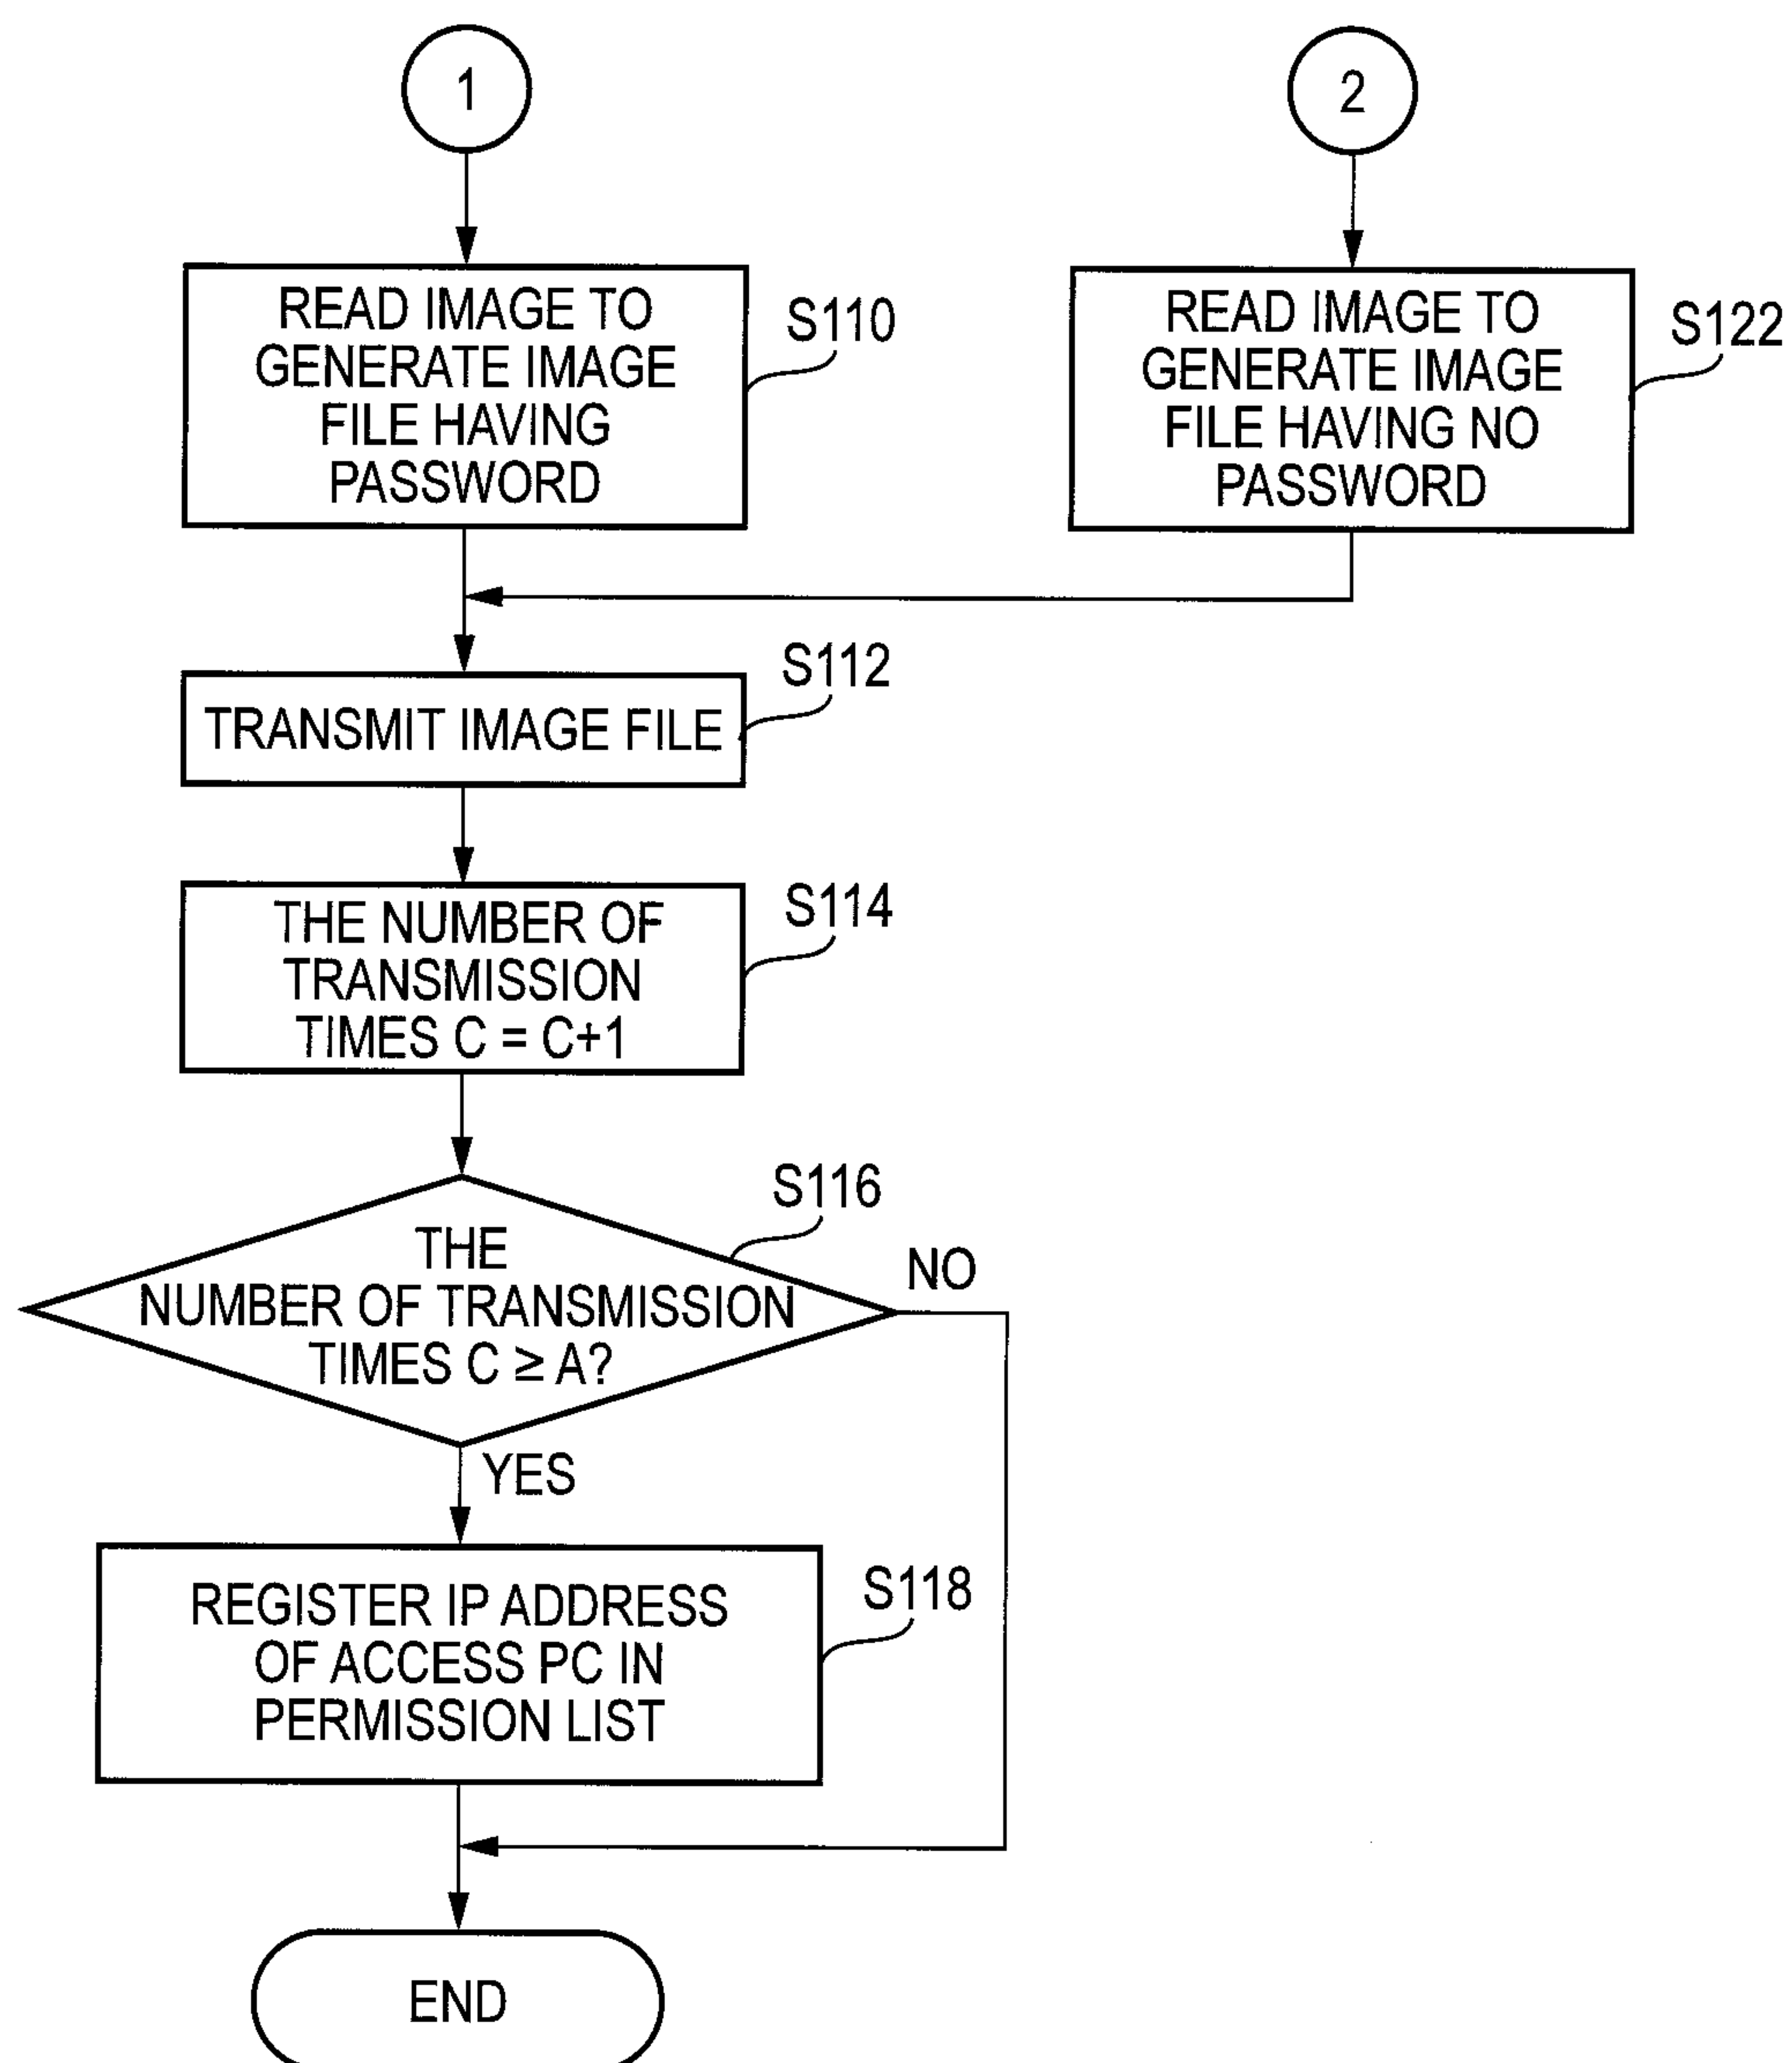 1
2
READ IMAGE TO
GENERATE IMAGE
FILE HAVING
PASSWORD
S110
READ IMAGE TO
GENERATE IMAGE
FILE HAVING NO
PASSWORD
S122
TRANSMIT IMAGE FILE
S112
THE NUMBER OF
TRANSMISSION
TIMES C = C+1
S114
THE
NUMBER OF TRANSMISSION
TIMES C ≥ A?
S116
NO
YES
REGISTER IP ADDRESS
OF ACCESS PC IN
PERMISSION LIST
S118
END